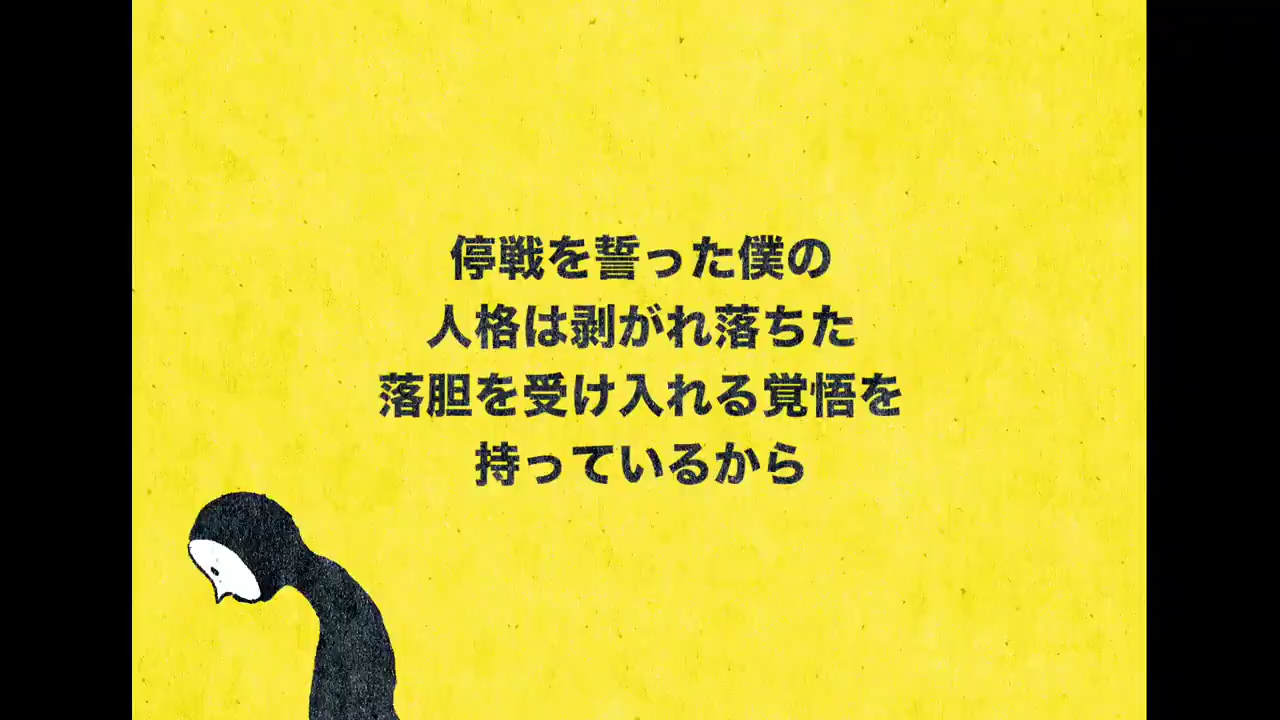 停戦を誓った僕の
人格は剥がれ落ちた
落胆を受け入れる覚悟を
持っているから